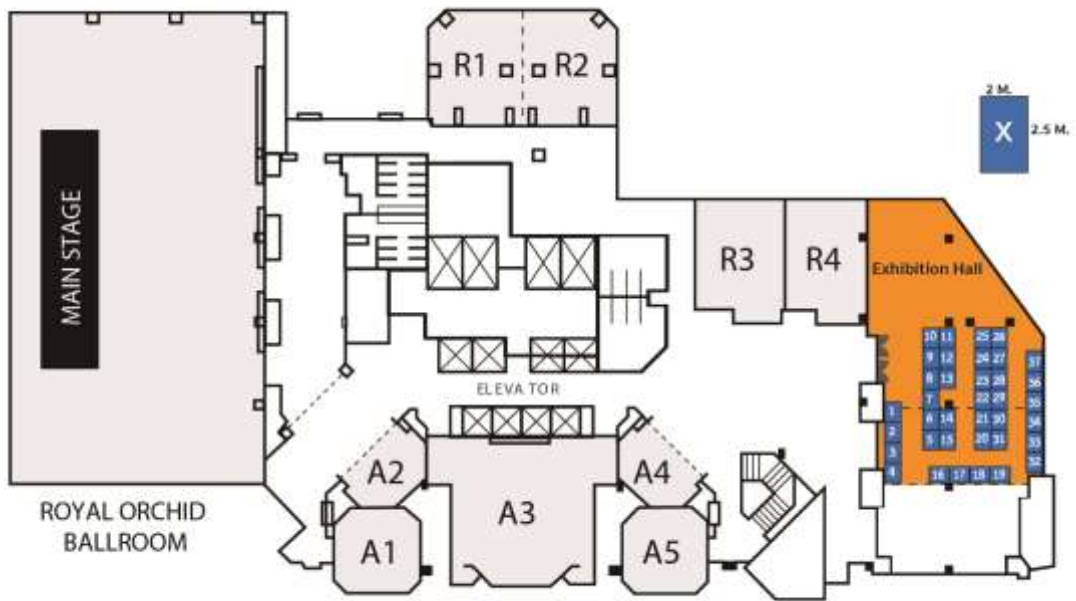 R1 R2
2 M.
X
2.5 M.
MAIN STAGE
R3
R4
Exhibition Hall
10 11 25 26
9 12 24 27
8 13 23 28
7 22 29
6 14 21 30
5 15 20 31
1
2
3
4
37
36
35
34
33
32
16 17 18 19
ELEVATOR
A2
A4
A3
A1
A5
ROYAL ORCHID
BALLROOM